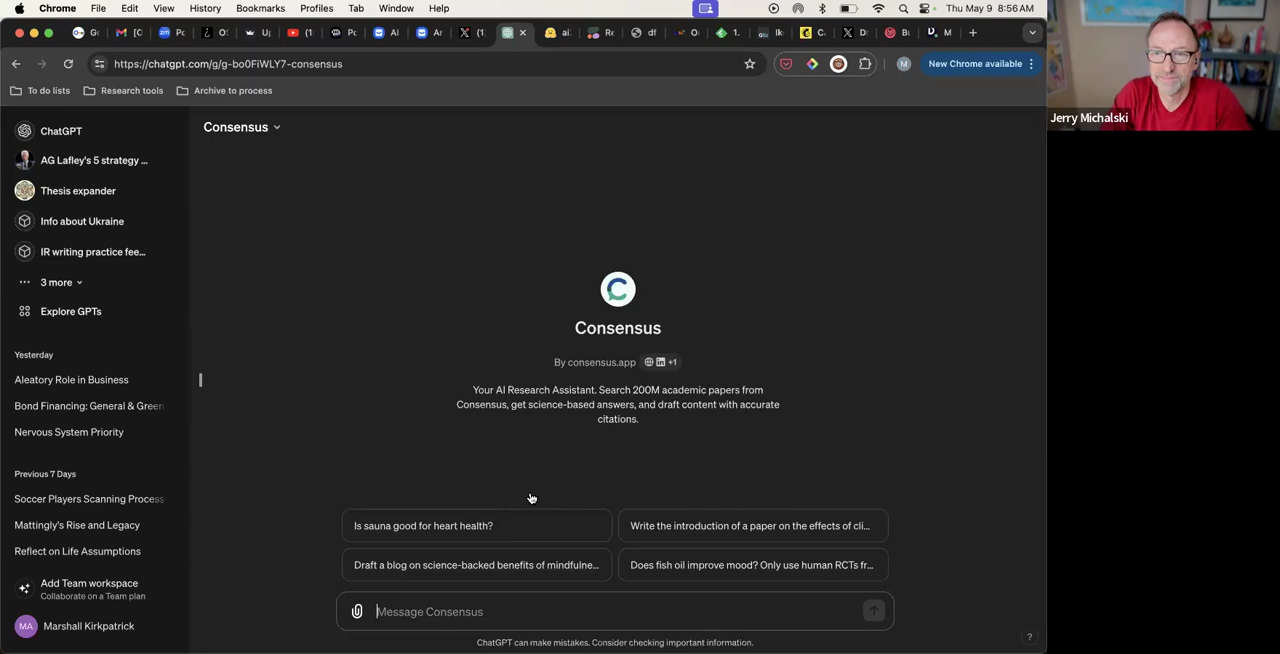 Chrome File Edit View History Bookmarks Profiles Tab Window Help Thu May 9 8:56 AM
https://chatgpt.com/g/g-bo0FiWLY7-consensus
New Chrome available
To do lists Research tools Archive to process
Jerry Michalski
ChatGPT
AG Lafley's 5 strategy ...
Thesis expander
Info about Ukraine
IR writing practice fee...
3 more
Explore GPTs
Yesterday
Aleatory Role in Business
Bond Financing: General & Green
Nervous System Priority
Previous 7 Days
Soccer Players Scanning Process
Mattingly's Rise and Legacy
Reflect on Life Assumptions
Add Team workspace
Collaborate on a Team plan
MA Marshall Kirkpatrick
Consensus
Consensus
By consensus.app +1
Your AI Research Assistant. Search 200M academic papers from
Consensus, get science-based answers, and draft content with accurate
citations.
Is sauna good for heart health?
Write the introduction of a paper on the effects of cli...
Draft a blog on science-backed benefits of mindfulne...
Does fish oil improve mood? Only use human RCTs fr...
Message Consensus
ChatGPT can make mistakes. Consider checking important information.
?